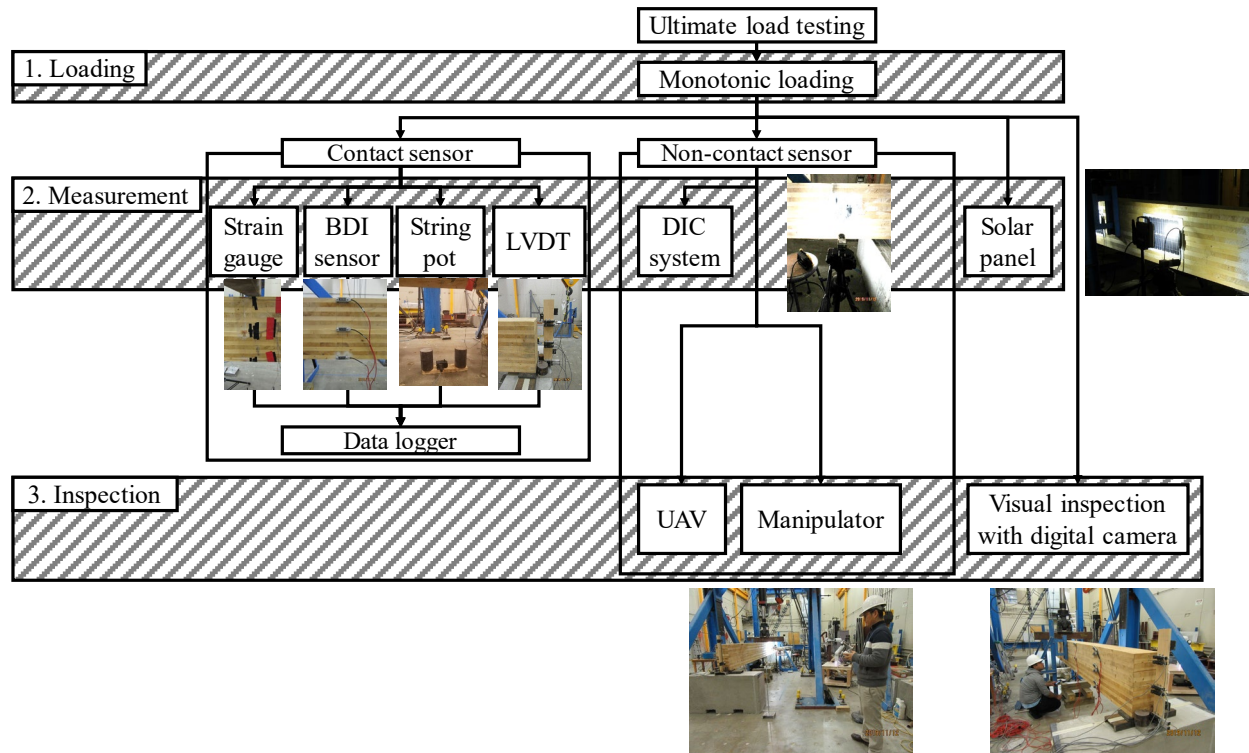 Ultimate load testing
1. Loading
Monotonic loading
Contact sensor
Non-contact sensor
2. Measurement
Strain
gauge
BDI
sensor
String
pot
LVDT
DIC
system
Solar
panel
Data logger
3. Inspection
UAV
Manipulator
Visual inspection
with digital camera